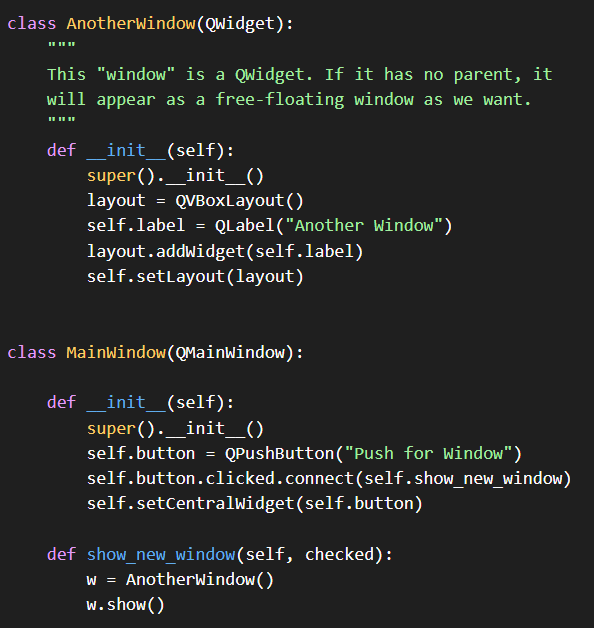 class AnotherWindow(QWidget):
    """
    This "window" is a QWidget. If it has no parent, it
    will appear as a free-floating window as we want.
    """
    def __init__(self):
        super().__init__()
        layout = QVBoxLayout()
        self.label = QLabel("Another Window")
        layout.addWidget(self.label)
        self.setLayout(layout)


class MainWindow(QMainWindow):

    def __init__(self):
        super().__init__()
        self.button = QPushButton("Push for Window")
        self.button.clicked.connect(self.show_new_window)
        self.setCentralWidget(self.button)

    def show_new_window(self, checked):
        w = AnotherWindow()
        w.show()